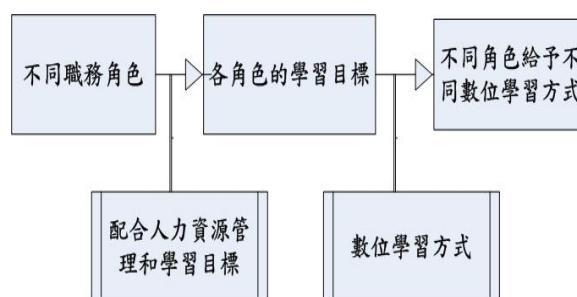 不同職務角色
各角色的學習目標
不同角色給予不
同數位學習方式
配合人力資源管
理和學習目標
數位學習方式